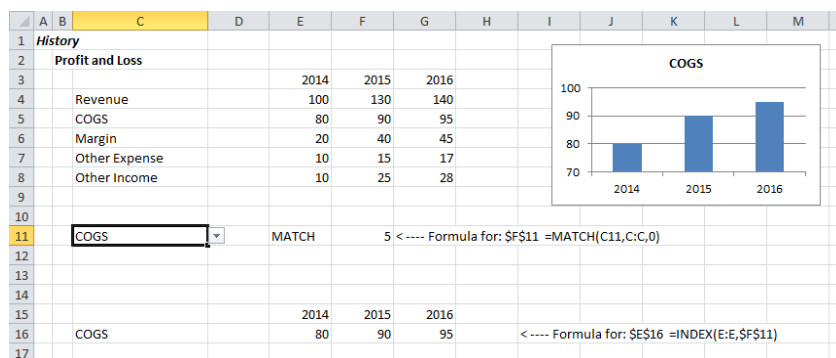 A B C D E F G H I J K L M
1 History
2 Profit and Loss
3 2014 2015 2016
4 Revenue 100 130 140
5 COGS 80 90 95
6 Margin 20 40 45
7 Other Expense 10 15 17
8 Other Income 10 25 28
9
10
11 COGS MATCH 5 <---- Formula for: $F$11 =MATCH(C11,C:C,0)
12
13
14
15 2014 2015 2016
16 COGS 80 90 95 <---- Formula for: $E$16 =INDEX(E:E,$F$11)
17
COGS
100
90
80
70
2014 2015 2016